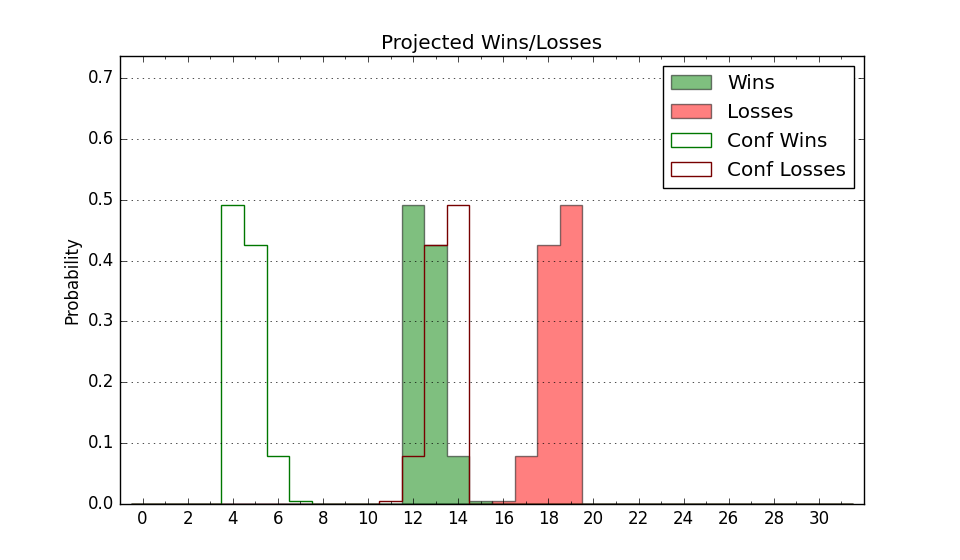 Projected Wins/Losses
0.7
0.6
0.5
0.4
0.3
0.2
0.1
0.0
Probability
Wins
Losses
Conf Wins
Conf Losses
0 2 4 6 8 10 12 14 16 18 20 22 24 26 28 30